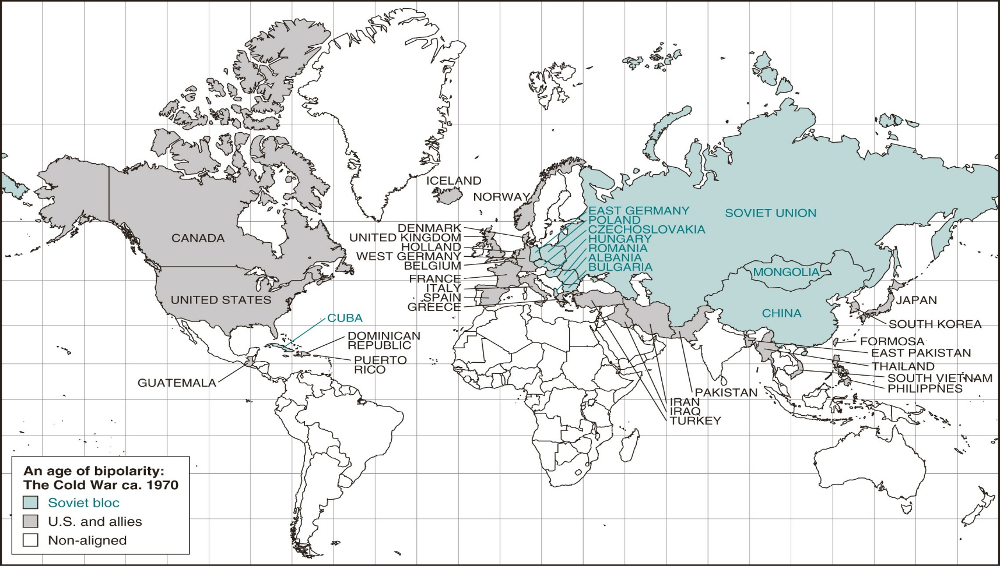 ICELAND
NORWAY
DENMARK
UNITED KINGDOM
HOLLAND
WEST GERMANY
BELGIUM
FRANCE
ITALY
SPAIN
GREECE
EAST GERMANY
POLAND
CZECHOSLOVAKIA
HUNGARY
ROMANIA
ALBANIA
BULGARIA
SOVIET UNION
MONGOLIA
CHINA
CANADA
UNITED STATES
CUBA
DOMINICAN
REPUBLIC
PUERTO
RICO
GUATEMALA
JAPAN
SOUTH KOREA
FORMOSA
EAST PAKISTAN
THAILAND
SOUTH VIETNAM
PHILIPPNES
PAKISTAN
IRAN
IRAQ
TURKEY
An age of bipolarity:
The Cold War ca. 1970
Soviet bloc
U.S. and allies
Non-aligned